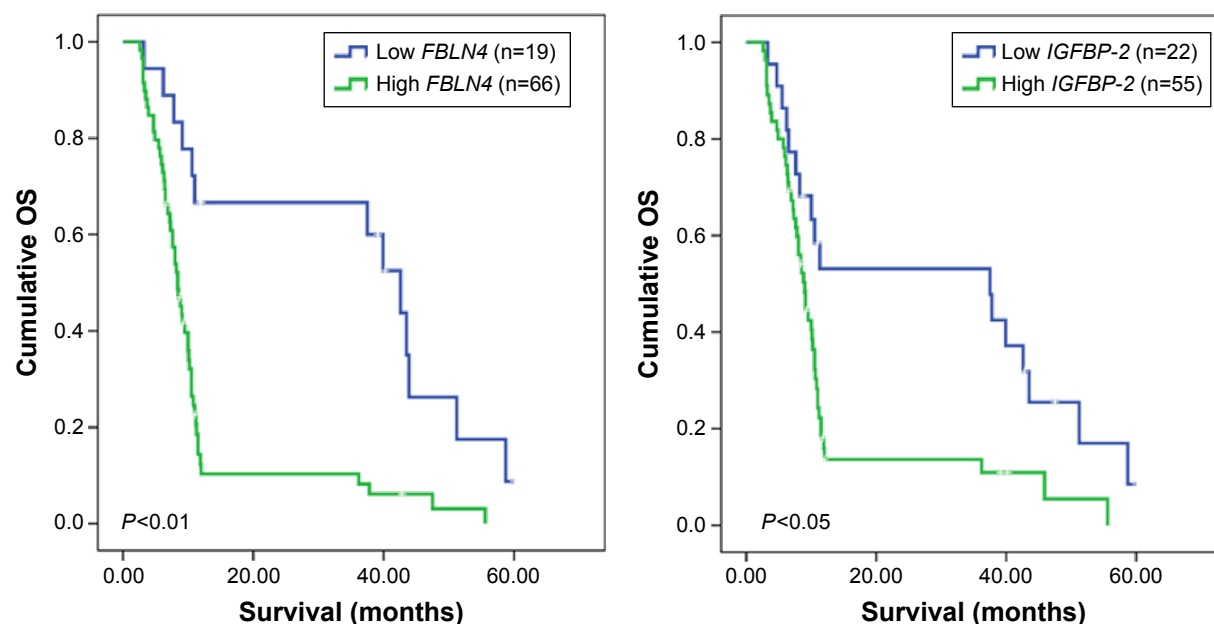 Low FBLN4 (n=19)
High FBLN4 (n=66)
Cumulative OS
1.0
0.8
0.6
0.4
0.2
0.0
P<0.01
0.00 20.00 40.00 60.00
Survival (months)
Low IGFBP-2 (n=22)
High IGFBP-2 (n=55)
Cumulative OS
1.0
0.8
0.6
0.4
0.2
0.0
P<0.05
0.00 20.00 40.00 60.00
Survival (months)